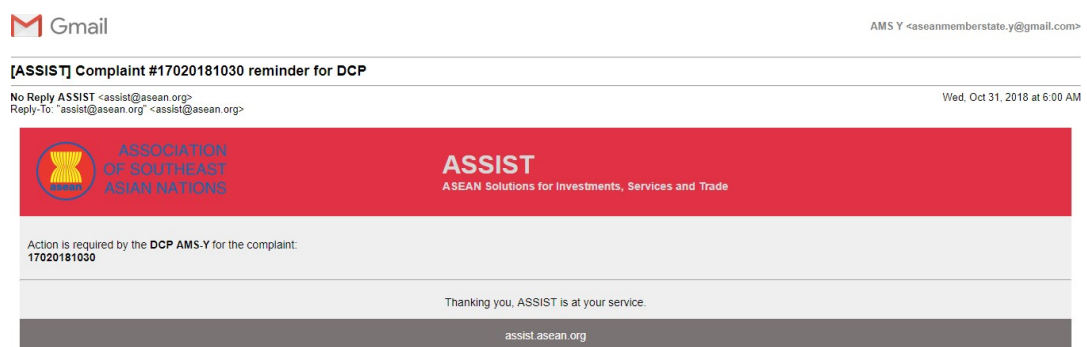 Gmail
AMS Y <aseanmemberstate.y@gmail.com>
[ASSIST] Complaint #17020181030 reminder for DCP
No Reply ASSIST <assist@asean.org>
Wed, Oct 31, 2018 at 6:00 AM
Reply-To: "assist@asean.org" <assist@asean.org>
asean
ASSOCIATION
OF SOUTHEAST
ASIAN NATIONS
ASSIST
ASEAN Solutions for Investments, Services and Trade
Action is required by the DCP AMS-Y for the complaint:
17020181030
Thanking you, ASSIST is at your service.
assist.asean.org